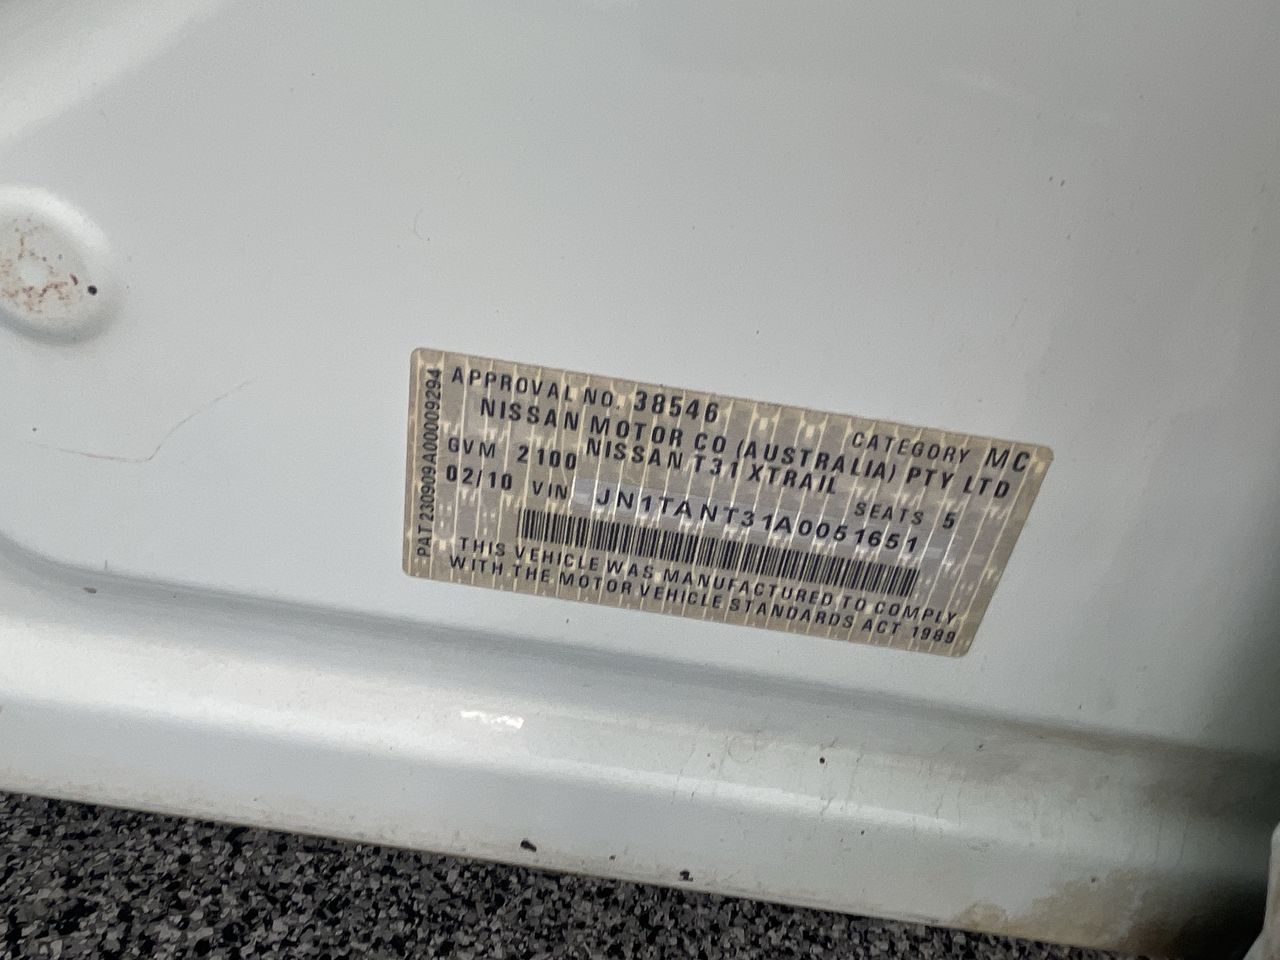 APPROVAL NO. 38546 CATEGORY MC
NISSAN MOTOR CO (AUSTRALIA) PTY LTD
NISSAN T31 XTRAIL
GVM 2100 SEATS 5
02/10 VIN JN1TANT31A0051651
THIS VEHICLE WAS MANUFACTURED TO COMPLY
WITH THE MOTOR VEHICLE STANDARDS ACT 1989
PAT 230909A00009294